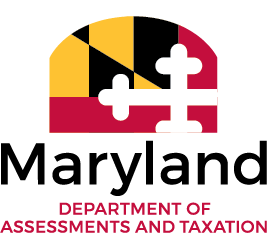 Maryland
DEPARTMENT OF
ASSESSMENTS AND TAXATION